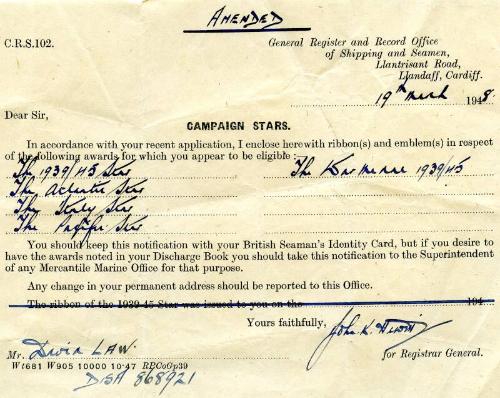 AMENDED
C.R.S.102.
General Register and Record Office
of Shipping and Seamen,
Llantrisant Road,
Llandaff, Cardiff.
19th March 1948.
Dear Sir,
CAMPAIGN STARS.
In accordance with your recent application, I enclose herewith ribbon(s) and emblem(s) in respect
of the following awards for which you appear to be eligible :
The 1939/45 Star The War Medal 1939/45
The Atlantic Star
The Italy Star
The Pacific Star
You should keep this notification with your British Seaman's Identity Card, but if you desire to
have the awards noted in your Discharge Book you should take this notification to the Superintendent
of any Mercantile Marine Office for that purpose.
Any change in your permanent address should be reported to this Office.
The ribbon of the 1939-45 Star was issued to you on the 194
Yours faithfully,
John K.
Mr. David LAW. for Registrar General.
Wt681 W905 10000 10-47 RPCoGp39
DISA 868921